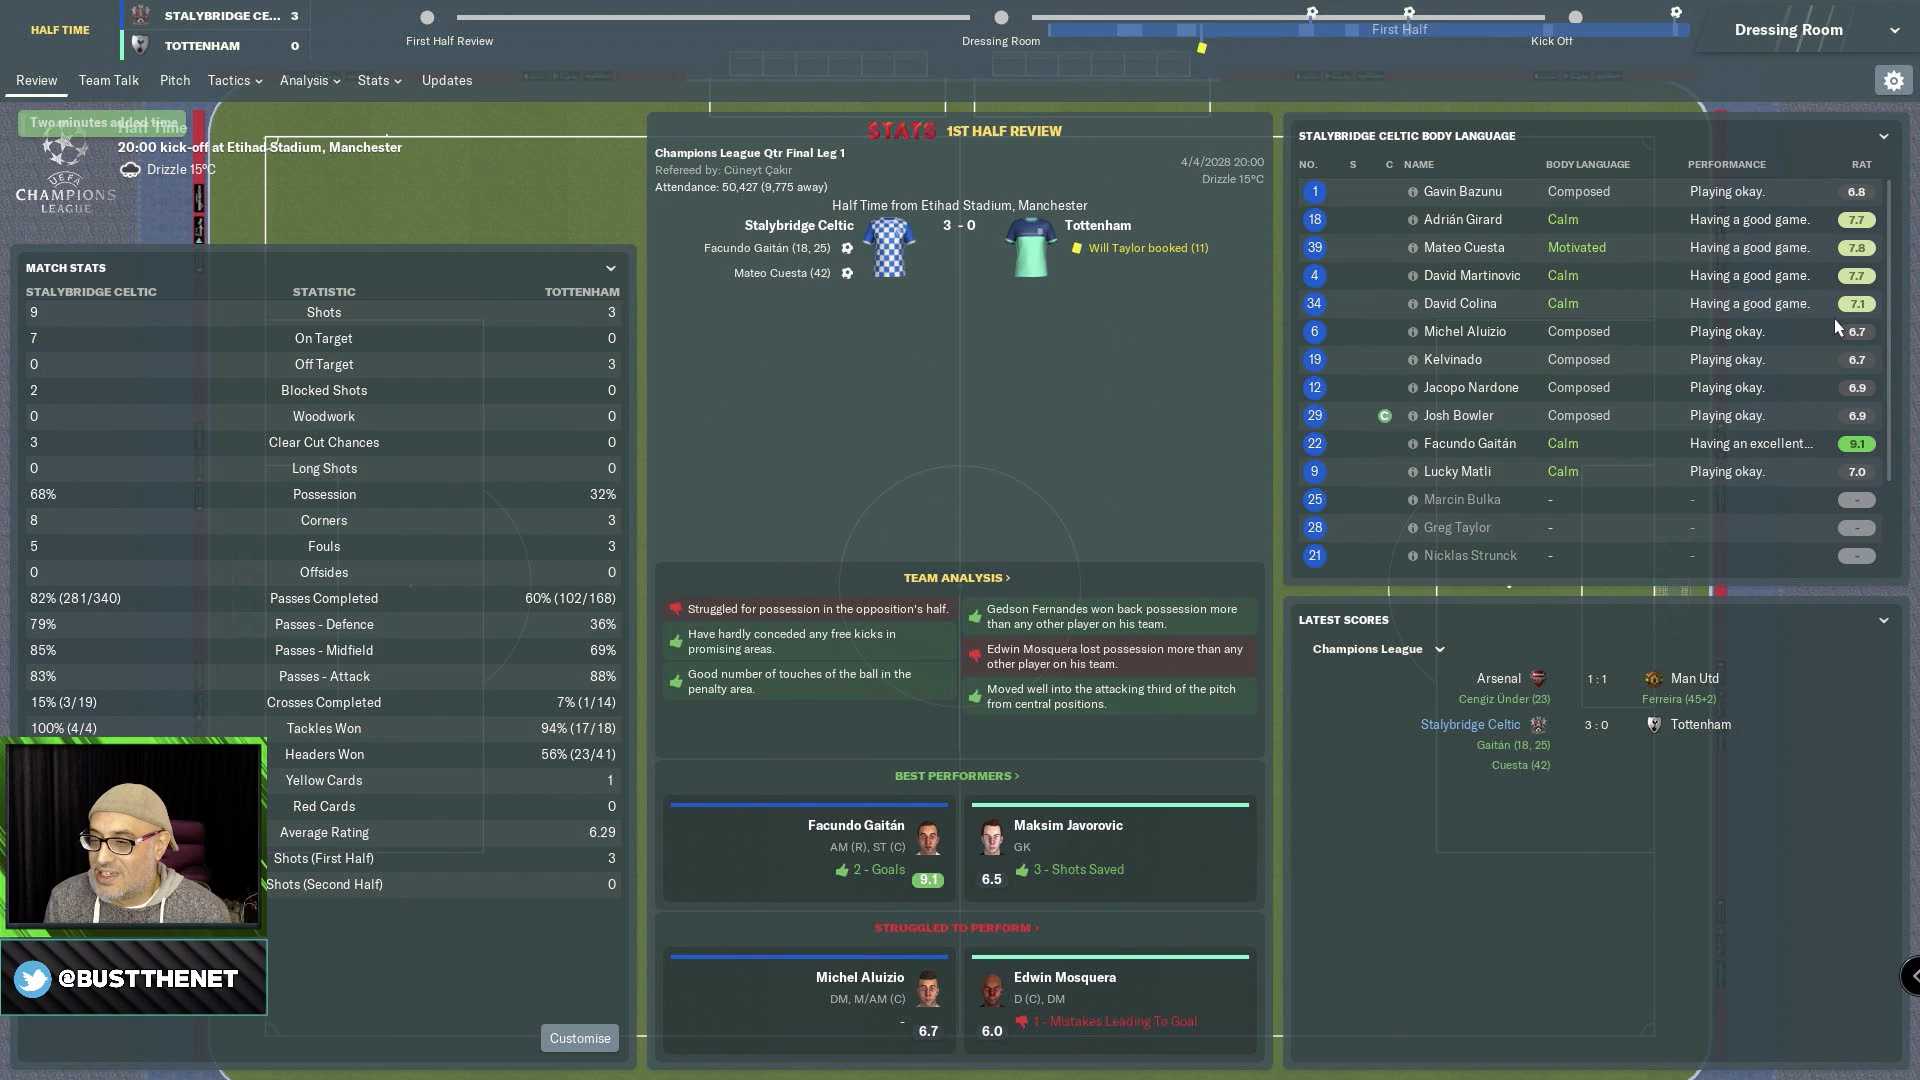 HALF TIME
STALYBRIDGE CE... 3
TOTTENHAM 0
First Half Review
Dressing Room
First Half
Kick Off
Dressing Room
Review
Team Talk
Pitch
Tactics
Analysis
Stats
Updates
Two minutes added time
Half Time
20:00 kick-off at Etihad Stadium, Manchester
Drizzle 15°C
UEFA
CHAMPIONS
LEAGUE
MATCH STATS
STALYBRIDGE CELTIC STATISTIC TOTTENHAM
9 Shots 3
7 On Target 0
0 Off Target 3
2 Blocked Shots 0
0 Woodwork 0
3 Clear Cut Chances 0
0 Long Shots 0
68% Possession 32%
8 Corners 3
5 Fouls 3
0 Offsides 0
82% (281/340) Passes Completed 60% (102/168)
79% Passes - Defence 36%
85% Passes - Midfield 69%
83% Passes - Attack 88%
15% (3/19) Crosses Completed 7% (1/14)
100% (4/4) Tackles Won 94% (17/18)
Headers Won 56% (23/41)
Yellow Cards 1
Red Cards 0
Average Rating 6.29
Shots (First Half) 3
Shots (Second Half) 0
@BUSTTHENET
Customise
STATS 1ST HALF REVIEW
Champions League Qtr Final Leg 1
Refereed by: Cüneyt Çakır
Attendance: 50,427 (9,775 away)
4/4/2028 20:00
Drizzle 15°C
Half Time from Etihad Stadium, Manchester
Stalybridge Celtic 3 - 0 Tottenham
Facundo Gaitán (18, 25)
Mateo Cuesta (42)
Will Taylor booked (11)
TEAM ANALYSIS >
Struggled for possession in the opposition's half.
Have hardly conceded any free kicks in
promising areas.
Good number of touches of the ball in the
penalty area.
Gedson Fernandes won back possession more
than any other player on his team.
Edwin Mosquera lost possession more than any
other player on his team.
Moved well into the attacking third of the pitch
from central positions.
BEST PERFORMERS >
Facundo Gaitán
AM (R), ST (C)
2 - Goals 9.1
Maksim Javorovic
GK
6.5 3 - Shots Saved
STRUGGLED TO PERFORM >
Michel Aluizio
DM, M/AM (C)
- 6.7
Edwin Mosquera
D (C), DM
6.0 1 - Mistakes Leading To Goal
STALYBRIDGE CELTIC BODY LANGUAGE
NO. S C NAME BODY LANGUAGE PERFORMANCE RAT
1 Gavin Bazunu Composed Playing okay. 6.8
18 Adrián Girard Calm Having a good game. 7.7
39 Mateo Cuesta Motivated Having a good game. 7.8
4 David Martinovic Calm Having a good game. 7.7
34 David Colina Calm Having a good game. 7.1
6 Michel Aluizio Composed Playing okay. 6.7
19 Kelvinado Composed Playing okay. 6.7
12 Jacopo Nardone Composed Playing okay. 6.9
29 C Josh Bowler Composed Playing okay. 6.9
22 Facundo Gaitán Calm Having an excellent... 9.1
9 Lucky Matli Calm Playing okay. 7.0
25 Marcin Bulka - - -
28 Greg Taylor - - -
21 Nicklas Strunck - - -
LATEST SCORES
Champions League
Arsenal 1 : 1 Man Utd
Cengiz Ünder (23) Ferreira (45+2)
Stalybridge Celtic 3 : 0 Tottenham
Gaitán (18, 25)
Cuesta (42)